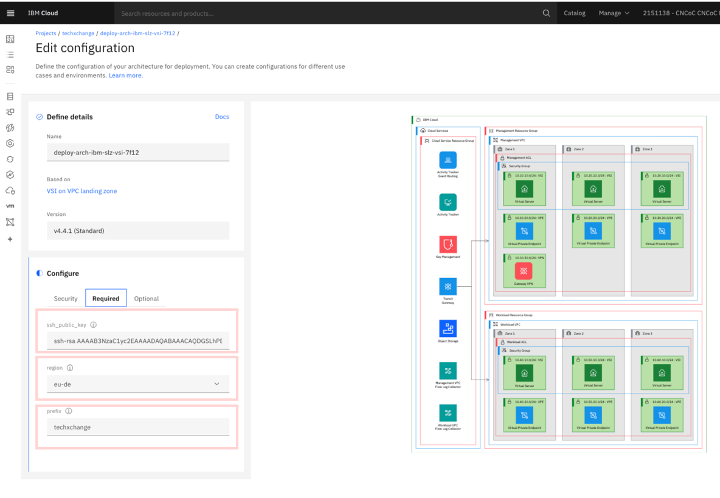 IBM Cloud
Search resources and products...
Catalog
Manage
2151138 - CNCoC CNCoC
Projects / techxchange / deploy-arch-ibm-slz-vsi-7f12 /
Edit configuration
Define the configuration of your architecture for deployment. You can create configurations for different use
cases and environments. Learn more.
Define details
Docs
Name
deploy-arch-ibm-slz-vsi-7f12
Based on
VSI on VPC landing zone
Version
v4.4.1 (Standard)
Configure
Security
Required
Optional
ssh_public_key
region
eu-de
prefix
techxchange
vm
IBM Cloud
Cloud Services
Cloud Service Resource Group
Activity Tracker
Event Routing
Activity Tracker
Key Management
Transit
Gateway
Object Storage
Management VPC
Flow Log Collector
Workload VPC
Flow Log Collector
Management Resource Group
Management VPC
Zone 1
Zone 2
Zone 3
Management ACL
Security Group
Virtual Server
Virtual Server
Virtual Server
Virtual Private Endpoint
Virtual Private Endpoint
Virtual Private Endpoint
Gateway VPN
Workload Resource Group
Workload VPC
Zone 1
Zone 2
Zone 3
Workload ACL
Security Group
Virtual Server
Virtual Server
Virtual Server
Virtual Private Endpoint
Virtual Private Endpoint
Virtual Private Endpoint